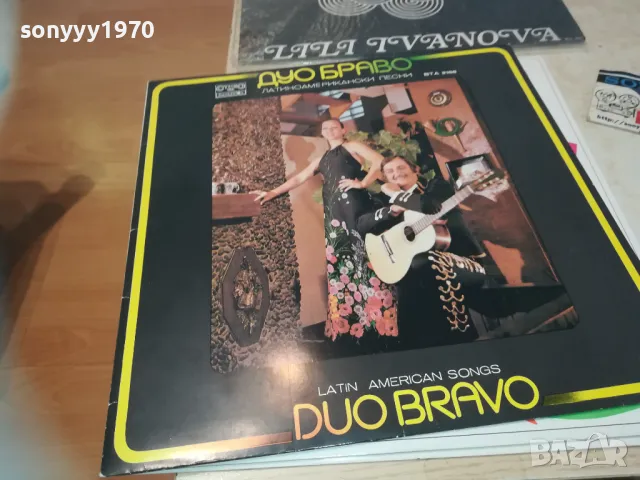 sonyyy1970
LILI IVANOVA
ДУО БРАВО
ЛАТИНОАМЕРИКАНСКИ ПЕСНИ
LATIN AMERICAN SONGS
DUO BRAVO
BAZAR